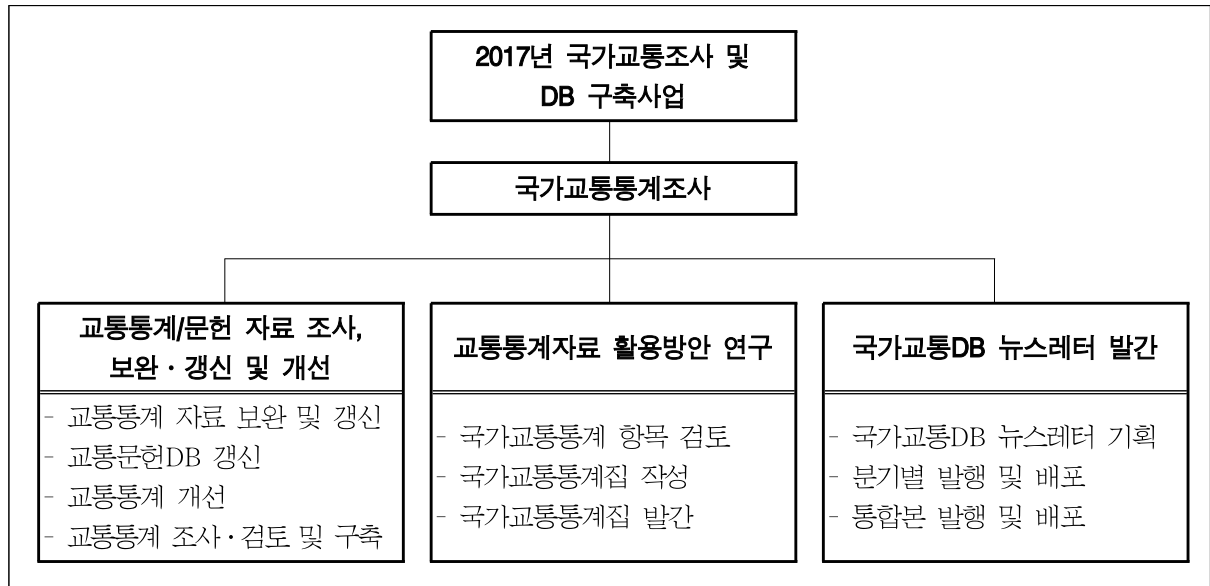 2017년 국가교통조사 및
DB 구축사업
국가교통통계조사
교통통계/문헌 자료 조사,
보완·갱신 및 개선
- 교통통계 자료 보완 및 갱신
- 교통문헌DB 갱신
- 교통통계 개선
- 교통통계 조사·검토 및 구축
교통통계자료 활용방안 연구
- 국가교통통계 항목 검토
- 국가교통통계집 작성
- 국가교통통계집 발간
국가교통DB 뉴스레터 발간
- 국가교통DB 뉴스레터 기획
- 분기별 발행 및 배포
- 통합본 발행 및 배포